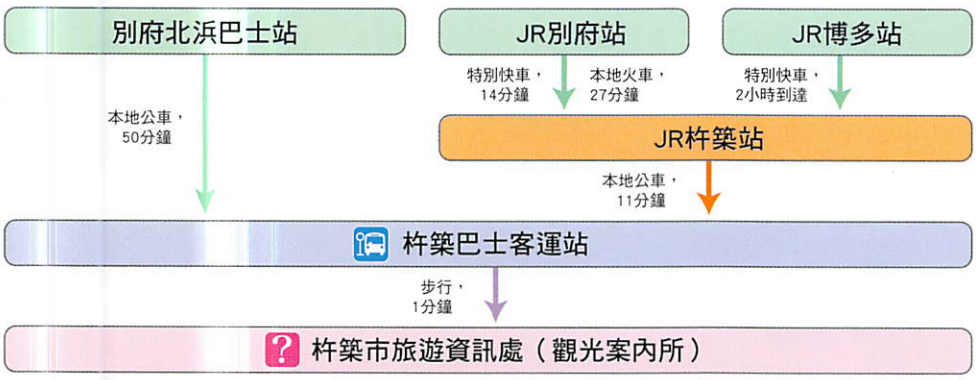 別府北浜巴士站
JR別府站
JR博多站
特別快車，
14分鐘
本地火車，
27分鐘
特別快車，
2小時到達
本地公車，
50分鐘
JR杵築站
本地公車，
11分鐘
杵築巴士客運站
步行，
1分鐘
? 杵築市旅遊資訊處（觀光案內所）